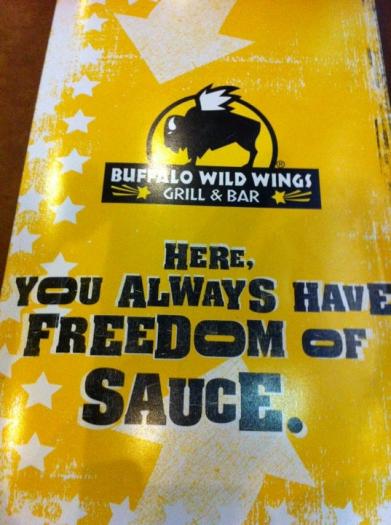 BUFFALO WILD WINGS
®
GRILL & BAR
HERE,
YOU ALWAYS HAVE
FREEDOM OF
SAUCE.